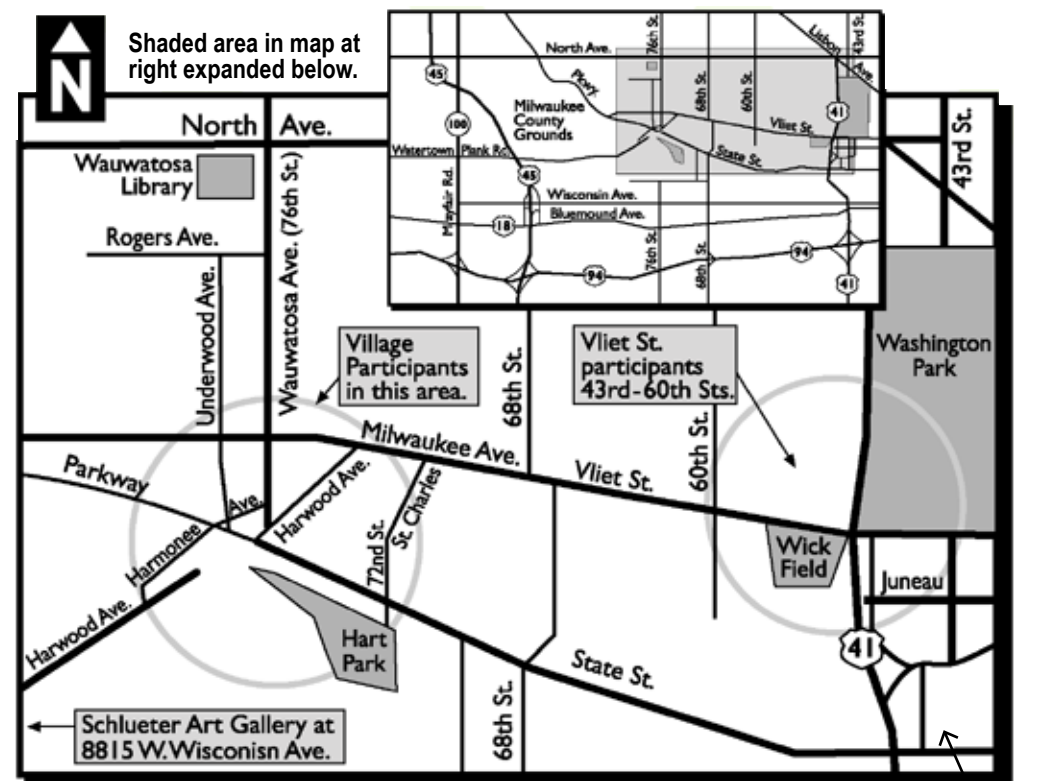 N
Shaded area in map at
right expanded below.
North Ave.
Wauwatosa
Library
Rogers Ave.
Underwood Ave.
Wauwatosa Ave. (76th St.)
45
100
Mayfair Rd.
North Ave.
Pkwy.
Milwaukee
County
Grounds
Watertown Plank Rd.
45
Wisconsin Ave.
Bluemound Ave.
18
94
76th St.
68th St.
60th St.
Lisbon Ave.
43rd St.
41
Vliet St.
State St.
76th St.
68th St.
94
41
43rd St.
Village
Participants
in this area.
68th St.
Vliet St.
participants
43rd-60th Sts.
60th St.
Washington
Park
Milwaukee Ave.
Vliet St.
Parkway
Harmonee Ave.
Harwood Ave.
72nd St.
St. Charles
Wick
Field
Juneau
Harwood Ave.
Hart
Park
41
State St.
68th St.
Schlueter Art Gallery at
8815 W. Wisconisn Ave.